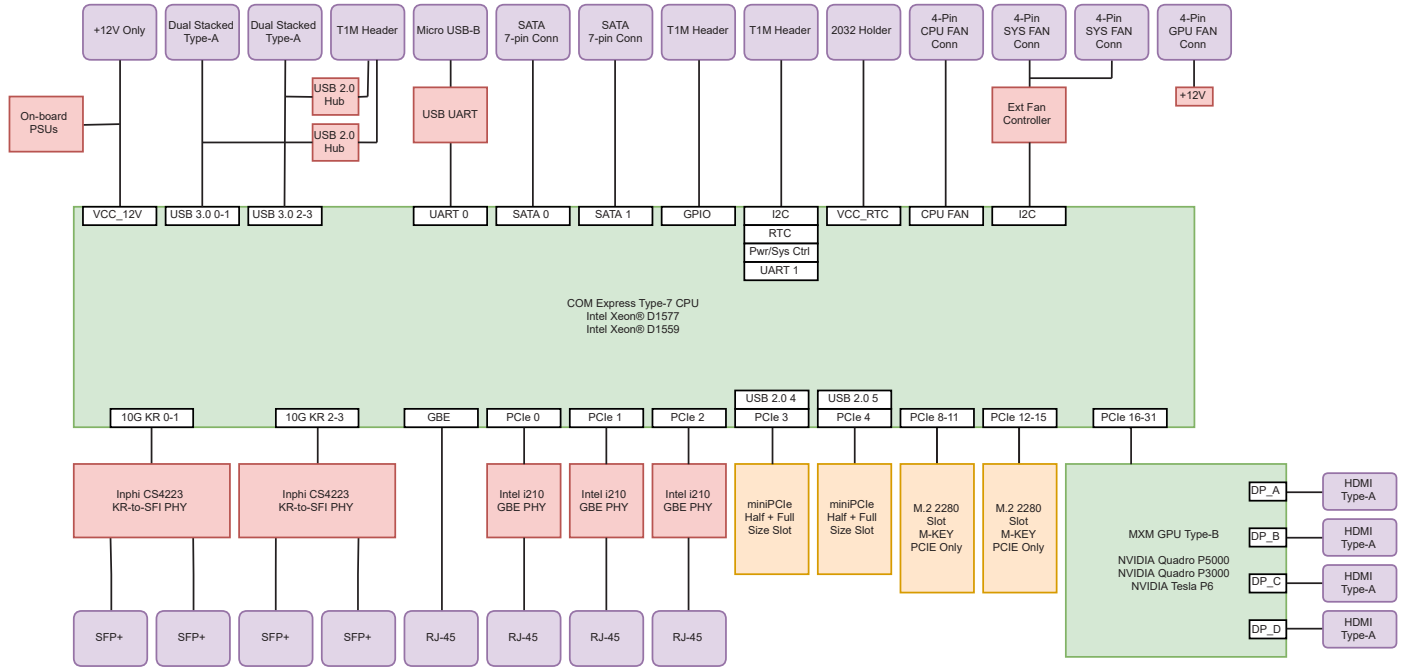 +12V Only
Dual Stacked
Type-A
Dual Stacked
Type-A
T1M Header
Micro USB-B
SATA
7-pin Conn
SATA
7-pin Conn
T1M Header
T1M Header
2032 Holder
4-Pin
CPU FAN
Conn
4-Pin
SYS FAN
Conn
4-Pin
SYS FAN
Conn
4-Pin
GPU FAN
Conn
On-board
PSUs
USB 2.0
Hub
USB 2.0
Hub
USB UART
Ext Fan
Controller
+12V
VCC_12V
USB 3.0 0-1
USB 3.0 2-3
UART 0
SATA 0
SATA 1
GPIO
I2C
RTC
Pwr/Sys Ctrl
UART 1
VCC_RTC
CPU FAN
I2C
COM Express Type-7 CPU
Intel Xeon® D1577
Intel Xeon® D1559
10G KR 0-1
10G KR 2-3
GBE
PCIe 0
PCIe 1
PCIe 2
USB 2.0 4
PCIe 3
USB 2.0 5
PCIe 4
PCIe 8-11
PCIe 12-15
PCIe 16-31
Inphi CS4223
KR-to-SFI PHY
Inphi CS4223
KR-to-SFI PHY
Intel i210
GBE PHY
Intel i210
GBE PHY
Intel i210
GBE PHY
miniPCIe
Half + Full
Size Slot
miniPCIe
Half + Full
Size Slot
M.2 2280
Slot
M-KEY
PCIE Only
M.2 2280
Slot
M-KEY
PCIE Only
MXM GPU Type-B
NVIDIA Quadro P5000
NVIDIA Quadro P3000
NVIDIA Tesla P6
DP_A
DP_B
DP_C
DP_D
HDMI
Type-A
HDMI
Type-A
HDMI
Type-A
HDMI
Type-A
SFP+
SFP+
SFP+
SFP+
RJ-45
RJ-45
RJ-45
RJ-45